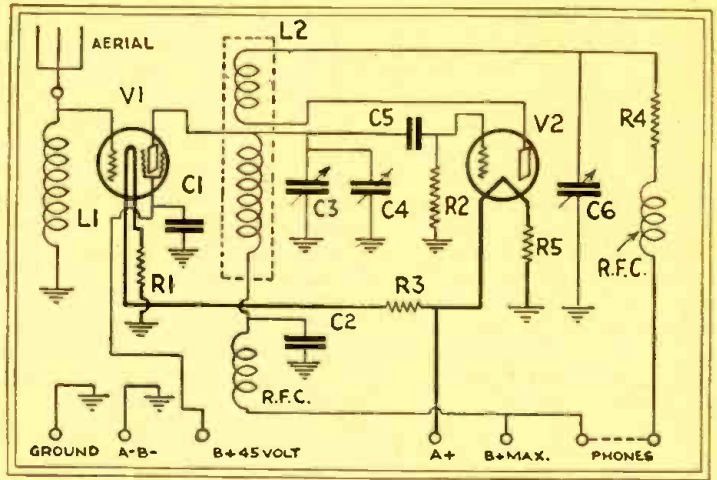 AERIAL
L2
V1
C5
V2
R4
C1
L1
C3
C4
R2
C6
R5
R1
R3
R.F.C.
C2
R.F.C.
GROUND
A-B-
B+45 VOLT
A+
B+MAX.
PHONES